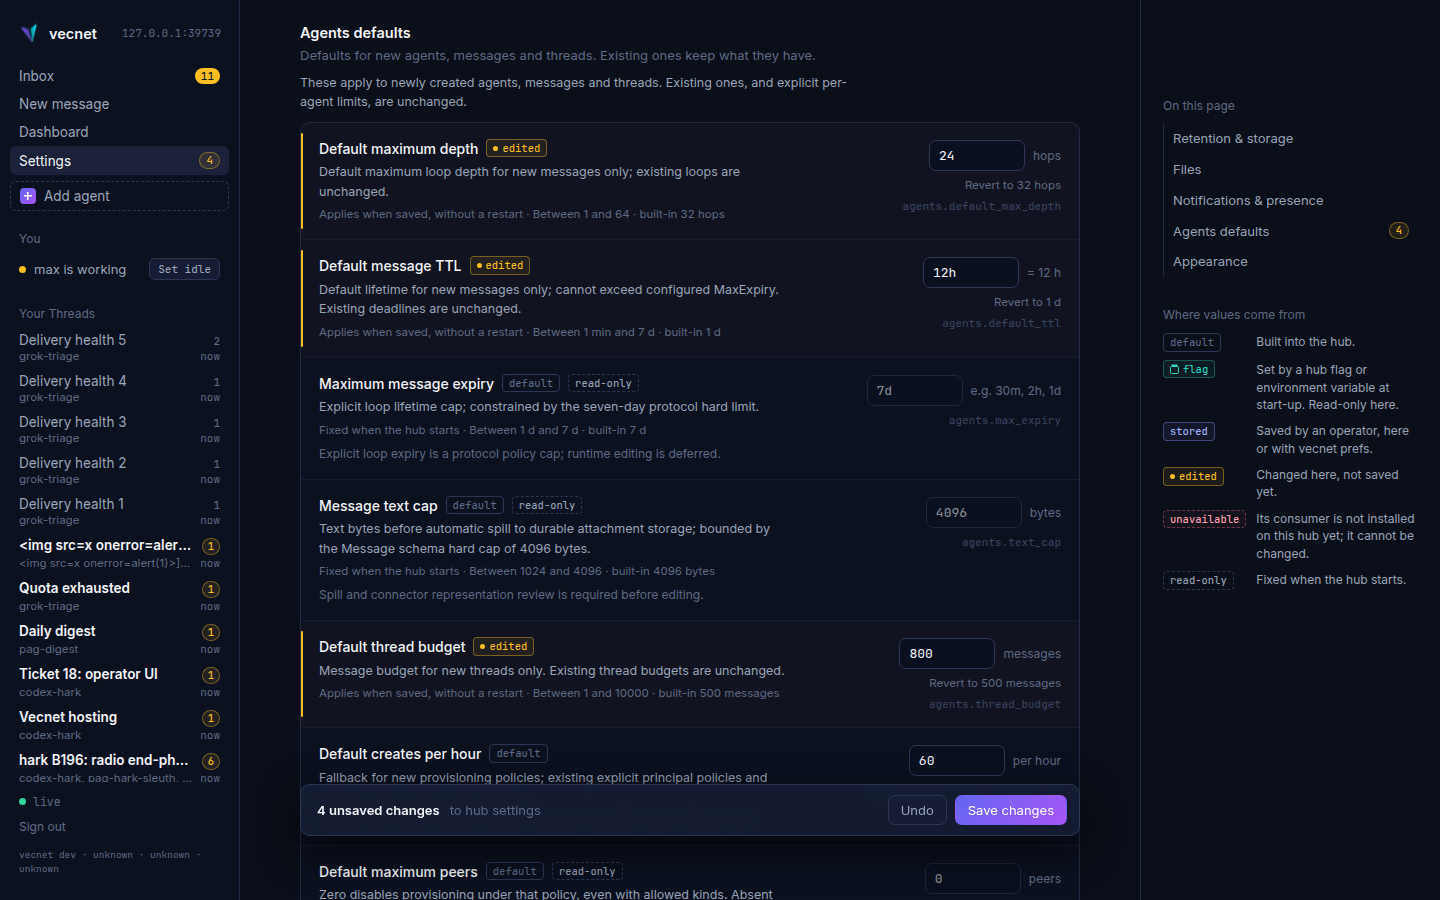 vecnet 127.0.0.1:39739
Inbox 11
New message
Dashboard
Settings 4
+ Add agent
You
max is working Set idle
Your Threads
Delivery health 5 2
grok-triage now
Delivery health 4 1
grok-triage now
Delivery health 3 1
grok-triage now
Delivery health 2 1
grok-triage now
Delivery health 1 1
grok-triage now
<img src=x onerror=aler... 1
<img src=x onerror=alert(1)>]... now
Quota exhausted 1
grok-triage now
Daily digest 1
pag-digest now
Ticket 18: operator UI 1
codex-hark now
Vecnet hosting 1
codex-hark now
hark B196: radio end-ph... 6
codex-hark, pag-hark-sleuth, ... now
live
Sign out
vecnet dev · unknown · unknown ·
unknown
Agents defaults
Defaults for new agents, messages and threads. Existing ones keep what they have.
These apply to newly created agents, messages and threads. Existing ones, and explicit per-
agent limits, are unchanged.
Default maximum depth edited
Default maximum loop depth for new messages only; existing loops are
unchanged.
Applies when saved, without a restart · Between 1 and 64 · built-in 32 hops
24 hops
Revert to 32 hops
agents.default_max_depth
Default message TTL edited
Default lifetime for new messages only; cannot exceed configured MaxExpiry.
Existing deadlines are unchanged.
Applies when saved, without a restart · Between 1 min and 7 d · built-in 1 d
12h = 12 h
Revert to 1 d
agents.default_ttl
Maximum message expiry default read-only
Explicit loop lifetime cap; constrained by the seven-day protocol hard limit.
Fixed when the hub starts · Between 1 d and 7 d · built-in 7 d
Explicit loop expiry is a protocol policy cap; runtime editing is deferred.
7d e.g. 30m, 2h, 1d
agents.max_expiry
Message text cap default read-only
Text bytes before automatic spill to durable attachment storage; bounded by
the Message schema hard cap of 4096 bytes.
Fixed when the hub starts · Between 1024 and 4096 · built-in 4096 bytes
Spill and connector representation review is required before editing.
4096 bytes
agents.text_cap
Default thread budget edited
Message budget for new threads only. Existing thread budgets are unchanged.
Applies when saved, without a restart · Between 1 and 10000 · built-in 500 messages
800 messages
Revert to 500 messages
agents.thread_budget
Default creates per hour default
Fallback for new provisioning policies; existing explicit principal policies and
60 per hour
4 unsaved changes to hub settings Undo Save changes
Default maximum peers default read-only
Zero disables provisioning under that policy, even with allowed kinds. Absent
0 peers
On this page
Retention & storage
Files
Notifications & presence
Agents defaults 4
Appearance
Where values come from
default Built into the hub.
flag Set by a hub flag or
environment variable at
start-up. Read-only here.
stored Saved by an operator, here
or with vecnet prefs.
edited Changed here, not saved
yet.
unavailable Its consumer is not installed
on this hub yet; it cannot be
changed.
read-only Fixed when the hub starts.